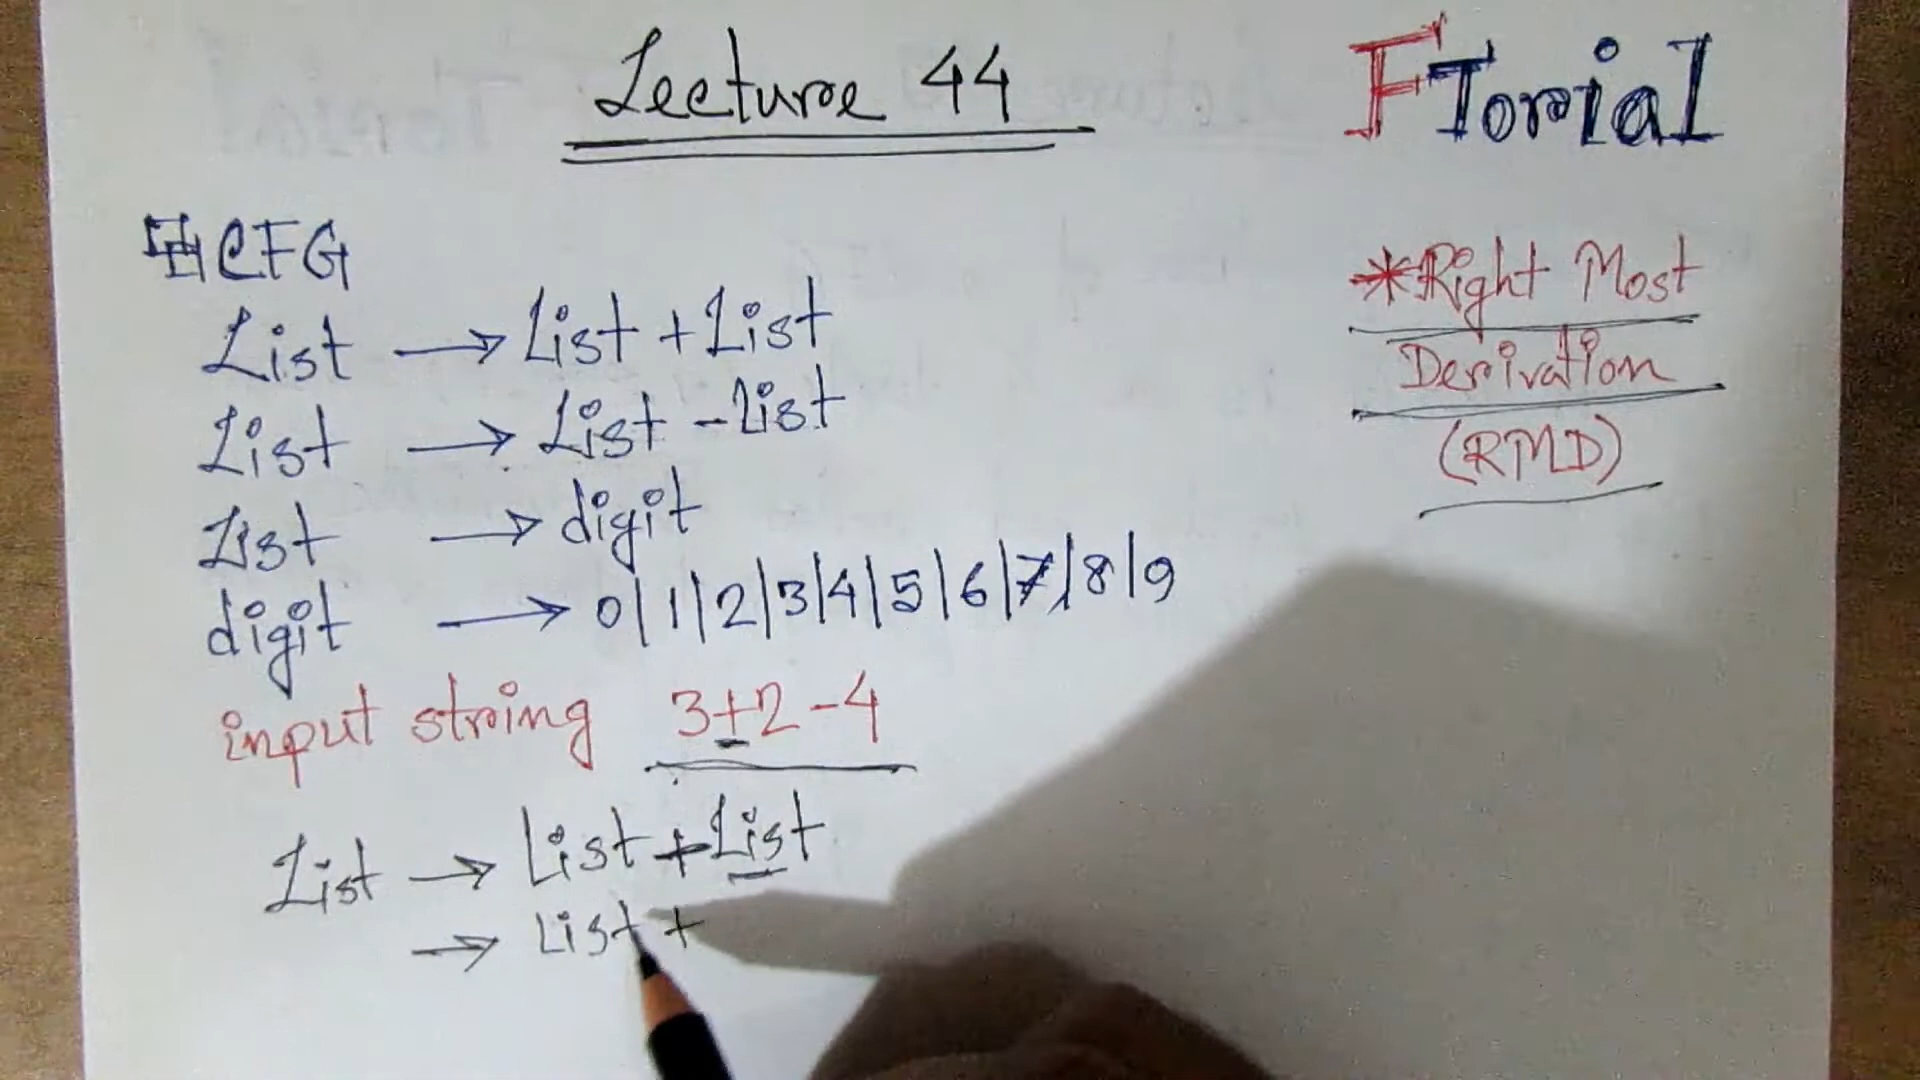 Lecture 44
FTorial
CFG
List → List + List
List → List - List
List → digit
digit → 0|1|2|3|4|5|6|7|8|9
*Right Most
Derivation
(RMD)
input string 3+2-4
List → List + List
→ List +